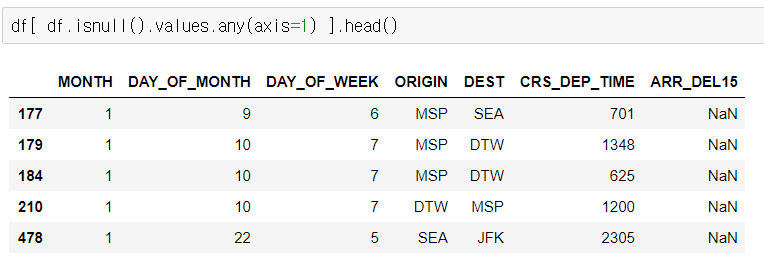 df[ df.isnull().values.any(axis=1) ].head()
MONTH DAY_OF_MONTH DAY_OF_WEEK ORIGIN DEST CRS_DEP_TIME ARR_DEL15
177 1 9 6 MSP SEA 701 NaN
179 1 10 7 MSP DTW 1348 NaN
184 1 10 7 MSP DTW 625 NaN
210 1 10 7 DTW MSP 1200 NaN
478 1 22 5 SEA JFK 2305 NaN